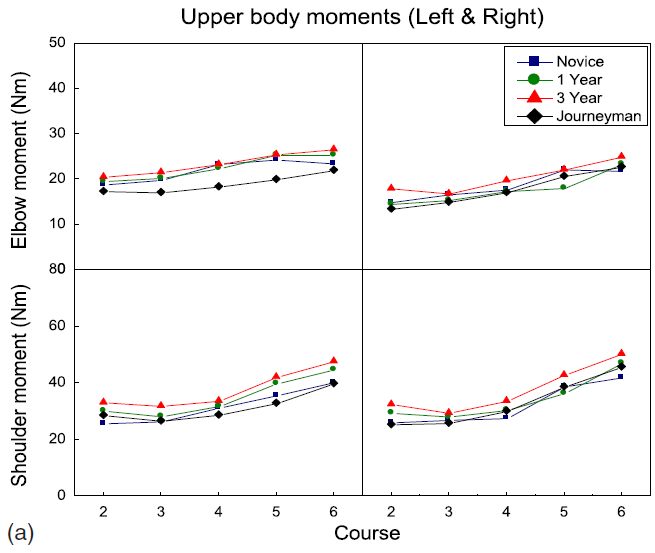 Upper body moments (Left & Right)
Elbow moment (Nm)
50
40
30
20
10
80
Novice
1 Year
3 Year
Journeyman
Shoulder moment (Nm)
60
40
20
0
2 3 4 5 6 2 3 4 5 6
(a) Course